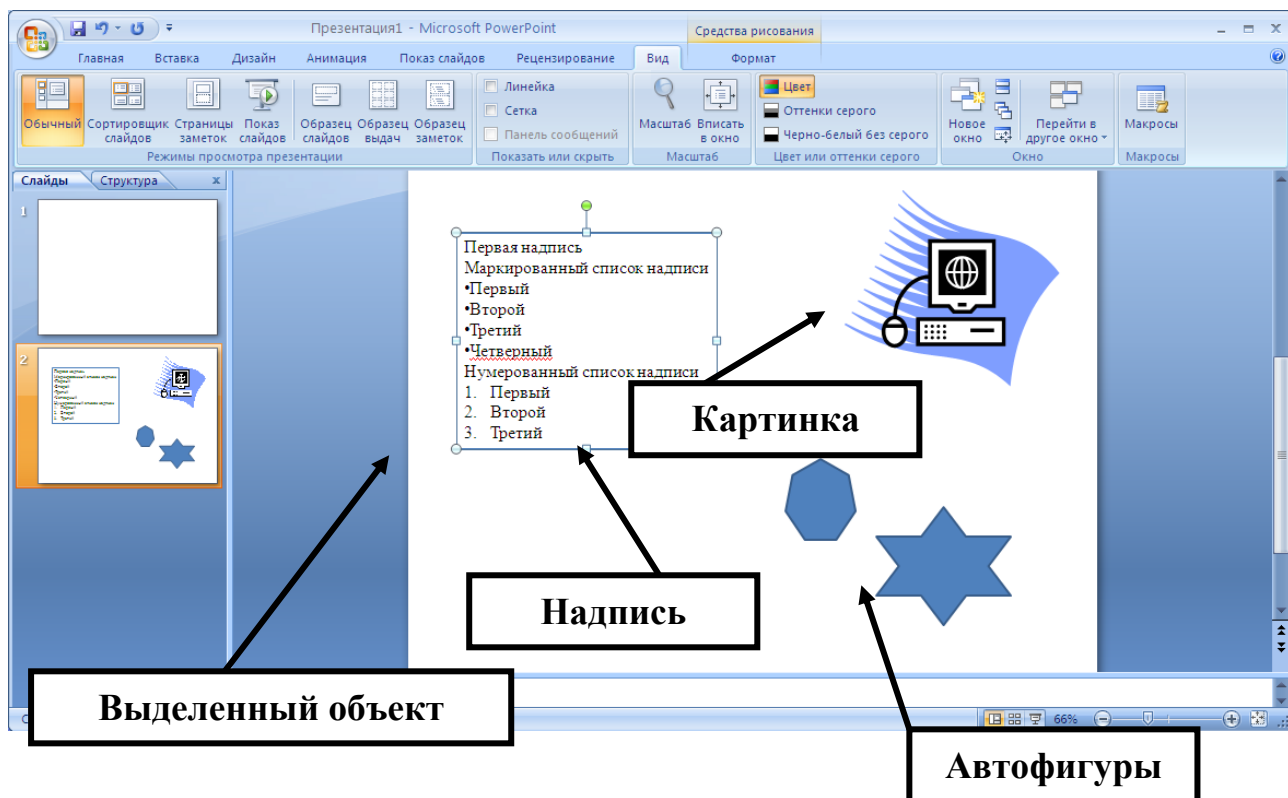 Презентация1 - Microsoft PowerPoint
Средства рисования
Главная Вставка Дизайн Анимация Показ слайдов Рецензирование Вид Формат
Обычный
Сортировщик слайдов
Страницы заметок
Показ слайдов
Образец слайдов
Образец выдач
Образец заметок
Режимы просмотра презентации
Линейка
Сетка
Панель сообщений
Показать или скрыть
Масштаб
Вписать в окно
Масштаб
Цвет
Оттенки серого
Черно-белый без серого
Цвет или оттенки серого
Новое окно
Перейти в другое окно
Окно
Макросы
Макросы
Слайды Структура x
1
2
Первая надпись
Маркированный список надписи
•Первый
•Второй
•Третий
•Четверный
Нумерованный список надписи
1. Первый
2. Второй
3. Третий
Картинка
Надпись
Выделенный объект
Автофигуры
66%